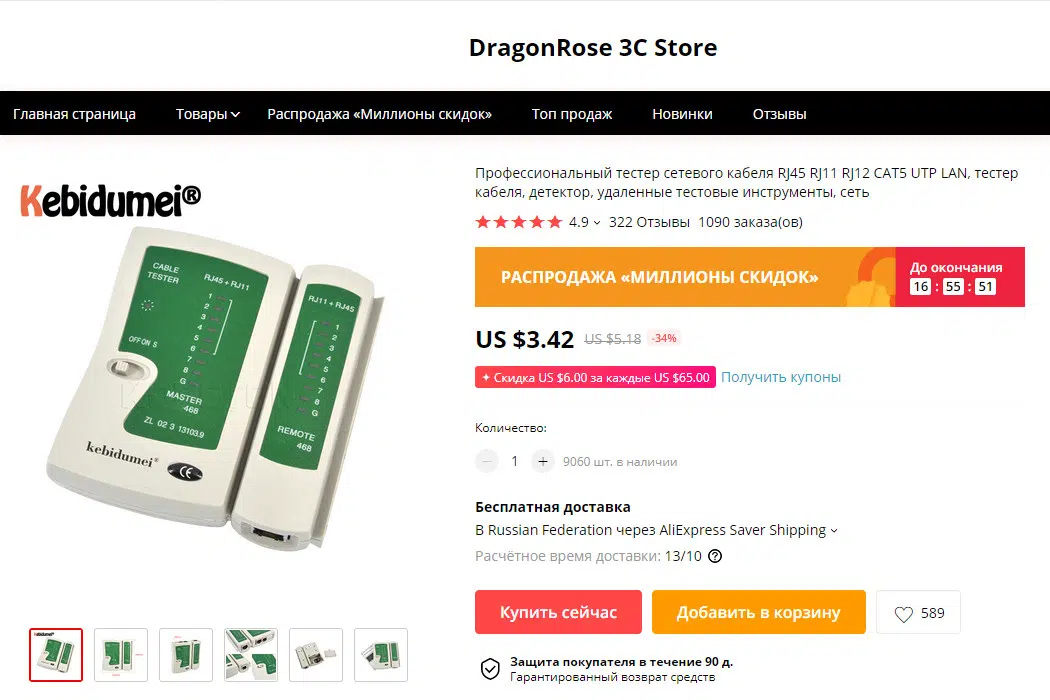 DragonRose 3C Store
Главная страница Товары Распродажа «Миллионы скидок» Топ продаж Новинки Отзывы
Kebidumei®
CABLE
TESTER
RJ45 + RJ11
1
2
3
4
5
6
7
8
G
OFF ON S
MASTER
468
ZL 02 3 13103.9
kebidumei®
CE
RJ11 + RJ45
1
2
3
4
5
6
7
8
G
REMOTE
468
Профессиональный тестер сетевого кабеля RJ45 RJ11 RJ12 CAT5 UTP LAN, тестер
кабеля, детектор, удаленные тестовые инструменты, сеть
4.9 322 Отзывы 1090 заказа(ов)
РАСПРОДАЖА «МИЛЛИОНЫ СКИДОК»
До окончания
16 : 55 : 51
US $3.42 US $5.18 -34%
Скидка US $6.00 за каждые US $65.00 Получить купоны
Количество:
1 + 9060 шт. в наличии
Бесплатная доставка
В Russian Federation через AliExpress Saver Shipping
Расчётное время доставки: 13/10 ?
Купить сейчас Добавить в корзину 589
Защита покупателя в течение 90 д.
Гарантированный возврат средств